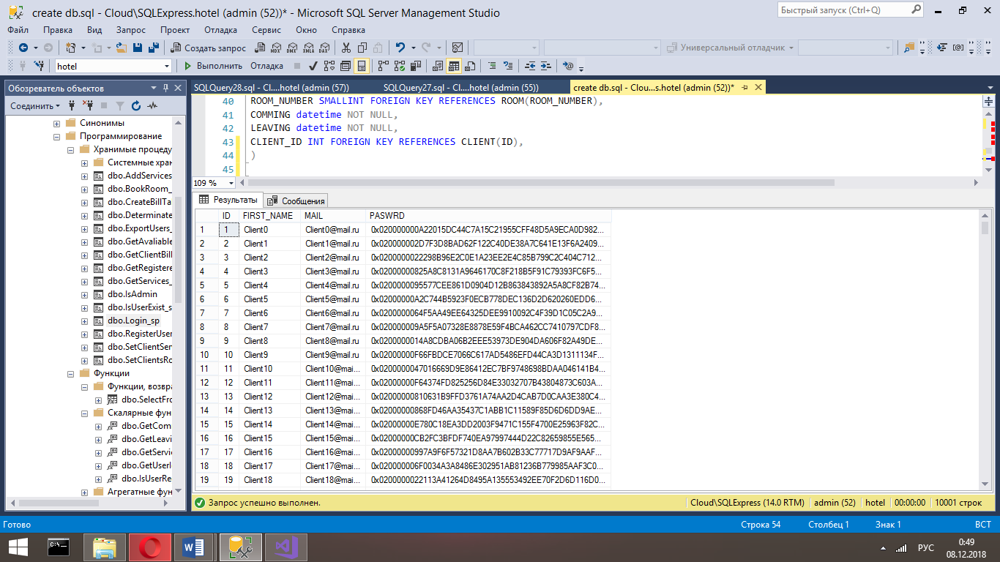 create db.sql - Cloud\SQLExpress.hotel (admin (52))* - Microsoft SQL Server Management Studio
Быстрый запуск (Ctrl+Q)
Файл Правка Вид Запрос Проект Отладка Сервис Окно Справка
Создать запрос MDX DMX XMLA DAX Универсальный отладчик
hotel Выполнить Отладка
Обозреватель объектов
SQLQuery28.sql - Cl....hotel (admin (57)) SQLQuery27.sql - Cl....hotel (admin (55)) create db.sql - Clou...s.hotel (admin (52))*
Соединить
Синонимы
Программирование
Хранимые процеду
Системные хран
dbo.AddServices
dbo.BookRoom_
dbo.CreateBillTa
dbo.Determinate
dbo.ExportUsers_
dbo.GetAvaliable
dbo.GetClientBill
dbo.GetRegistere
dbo.GetServices_
dbo.IsAdmin
dbo.IsUserExist_s
dbo.Login_sp
dbo.RegisterUser
dbo.SetClientSer
dbo.SetClientsRo
Функции
Функции, возвра
dbo.SelectFro
Скалярные фун
dbo.GetCom
dbo.GetLeavi
dbo.GetServic
dbo.GetUserI
dbo.IsUserRe
Агрегатные фун
40 ROOM_NUMBER SMALLINT FOREIGN KEY REFERENCES ROOM(ROOM_NUMBER),
41 COMMING datetime NOT NULL,
42 LEAVING datetime NOT NULL,
43 CLIENT_ID INT FOREIGN KEY REFERENCES CLIENT(ID),
44 )
45
109 %
Результаты Сообщения
ID FIRST_NAME MAIL PASWRD
1 1 Client0 Client0@mail.ru 0x020000000A22015DC44C7A15C21955CFF48D5A9ECA0D982...
2 2 Client1 Client1@mail.ru 0x020000002D7F3D8BAD62F122C40DE38A7C641E13F6A2409...
3 3 Client2 Client2@mail.ru 0x0200000022298B96E2C0E1A23EE2E4C85B799C2C404C712...
4 4 Client3 Client3@mail.ru 0x02000000825A8C8131A9646170C8F218B5F91C79393FC6F5...
5 5 Client4 Client4@mail.ru 0x0200000095577CEE861D0904D12B863843892A5A8CF82B74...
6 6 Client5 Client5@mail.ru 0x02000000A2C744B5923F0ECB778DEC136D2D620260EDD6...
7 7 Client6 Client6@mail.ru 0x0200000064F5AA49EE64325DEE9910092C4F39D1C05C2A9...
8 8 Client7 Client7@mail.ru 0x020000009A5F5A07328E8878E59F4BCA462CC7410797CDF8...
9 9 Client8 Client8@mail.ru 0x0200000014A8CDBA06B2EEE53973DE904DA606F82A49DE...
10 10 Client9 Client9@mail.ru 0x02000000F66FBDCE7066C617AD5486EFD44CA3D1311134F...
11 11 Client10 Client10@mai... 0x0200000047016669D9E86412EC7BF9748698BDAA046141B4...
12 12 Client11 Client11@mai... 0x02000000F64374FD825256D84E33032707B43804873C603A...
13 13 Client12 Client12@mai... 0x02000000810631B9FFD3761A74AA2D4CAB7D0CAA3E380C4...
14 14 Client13 Client13@mai... 0x02000000868FD46AA35437C1ABB1C11589F85D6D6DD9AE...
15 15 Client14 Client14@mai... 0x02000000E780C18EA3DD2003F9471C155F4700E25963F82C...
16 16 Client15 Client15@mai... 0x02000000CB2FC3BFDF740EA97997444D22C82659855E565...
17 17 Client16 Client16@mai... 0x02000000997A9F6F57321D8AA7B602B33C77717D9AF9AAF...
18 18 Client17 Client17@mai... 0x020000006F0034A3A8486E302951AB81236B779985AAF3C0...
19 19 Client18 Client18@mai... 0x0200000022113A41264D8495A135553492EE70F2D6D116D0...
Запрос успешно выполнен. Cloud\SQLExpress (14.0 RTM) admin (52) hotel 00:00:00 10001 строк
Готово Строка 54 Столбец 1 Знак 1 ВСТ
РУС 0:49
08.12.2018